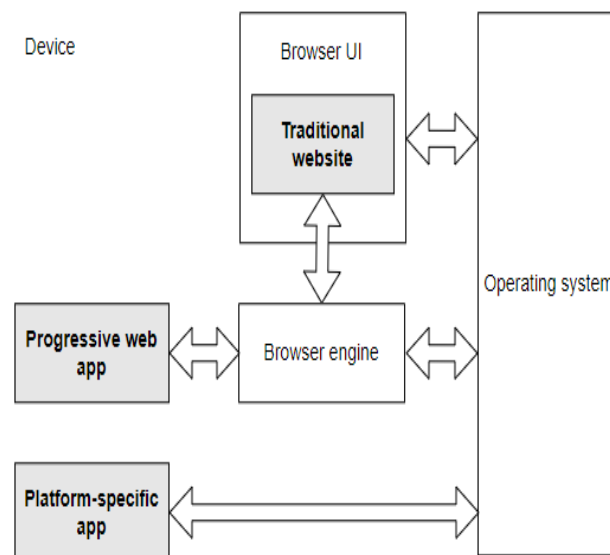 Device
Browser UI
Traditional
website
Operating system
Progressive web
app
Browser engine
Platform-specific
app